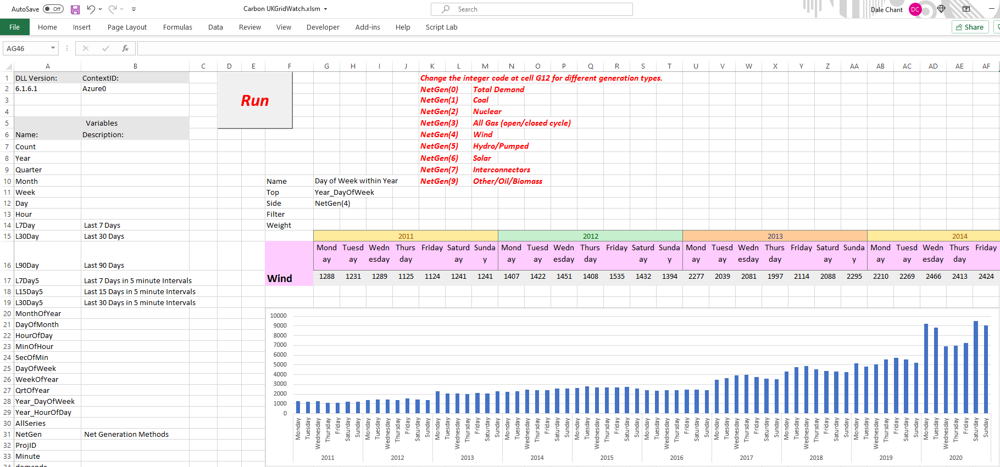 AutoSave Off Carbon UKGridWatch.xlsm Search Dale Chant DC
File Home Insert Page Layout Formulas Data Review View Developer Add-ins Help Script Lab Share
AG46 fx
A B C D E F G H I J K L M N O P Q R S T U V W X Y Z AA AB AC AD AE AF
1 DLL Version: ContextID: Change the integer code at cell G12 for different generation types.
2 6.1.6.1 Azure0 NetGen(0) Total Demand
3 Run NetGen(1) Coal
4 NetGen(2) Nuclear
5 Variables NetGen(3) All Gas (open/closed cycle)
6 Name: Description: NetGen(4) Wind
7 Count NetGen(5) Hydro/Pumped
8 Year NetGen(6) Solar
9 Quarter NetGen(7) Interconnectors
10 Month Name Day of Week within Year NetGen(9) Other/Oil/Biomass
11 Week Top Year_DayOfWeek
12 Day Side NetGen(4)
13 Hour Filter
14 L7Day Last 7 Days Weight
15 L30Day Last 30 Days 2011 2012 2013 2014
Monday Tuesday Wednesday Thursday Friday Saturday Sunday Monday Tuesday Wednesday Thursday Friday Saturday Sunday Monday Tuesday Wednesday Thursday Friday Saturday Sunday Monday Tuesday Wednesday Thursday Friday
16 L90Day Last 90 Days
17 L7Day5 Last 7 Days in 5 minute Intervals Wind 1288 1231 1289 1125 1124 1241 1241 1407 1422 1451 1408 1535 1432 1394 2277 2039 2081 1997 2114 2088 2295 2210 2269 2466 2413 2424
18 L15Day5 Last 15 Days in 5 minute Intervals
19 L30Day5 Last 30 Days in 5 minute Intervals
20 MonthOfYear
21 DayOfMonth
22 HourOfDay
23 MinOfHour
24 SecOfMin
25 DayOfWeek
26 WeekOfYear
27 QrtOfYear
28 Year_DayOfWeek
29 Year_HourOfDay
30 AllSeries
31 NetGen Net Generation Methods
32 ProjID
33 Minute
34 demands
10000
9000
8000
7000
6000
5000
4000
3000
2000
1000
0
Monday Tuesday Wednesday Thursday Friday Saturday Sunday Monday Tuesday Wednesday Thursday Friday Saturday Sunday Monday Tuesday Wednesday Thursday Friday Saturday Sunday Monday Tuesday Wednesday Thursday Friday Saturday Sunday Monday Tuesday Wednesday Thursday Friday Saturday Sunday Monday Tuesday Wednesday Thursday Friday Saturday Sunday Monday Tuesday Wednesday Thursday Friday Saturday Sunday Monday Tuesday Wednesday Thursday Friday Saturday Sunday Monday Tuesday Wednesday Thursday Friday Saturday Sunday Monday Tuesday Wednesday Thursday Friday Saturday Sunday
2011 2012 2013 2014 2015 2016 2017 2018 2019 2020